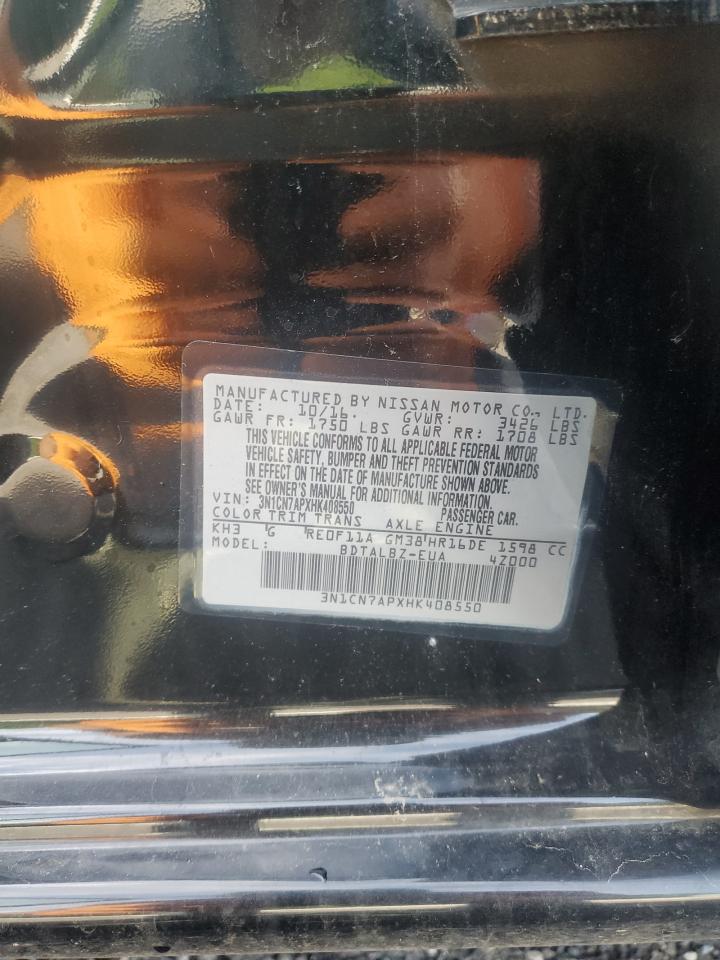 MANUFACTURED BY NISSAN MOTOR CO., LTD.
DATE: 10/16. GVWR: 3426 LBS
GAWR FR: 1750 LBS GAWR RR: 1708 LBS
THIS VEHICLE CONFORMS TO ALL APPLICABLE FEDERAL MOTOR
VEHICLE SAFETY, BUMPER AND THEFT PREVENTION STANDARDS
IN EFFECT ON THE DATE OF MANUFACTURE SHOWN ABOVE.
SEE OWNER'S MANUAL FOR ADDITIONAL INFORMATION.
VIN: 3N1CN7APXHK408550 PASSENGER CAR.
COLOR TRIM TRANS AXLE ENGINE
KH3 G RE0F11A GM38 HR16DE 1598 CC
MODEL: BDTALBZ-EUA 42000
3N1CN7APXHK408550